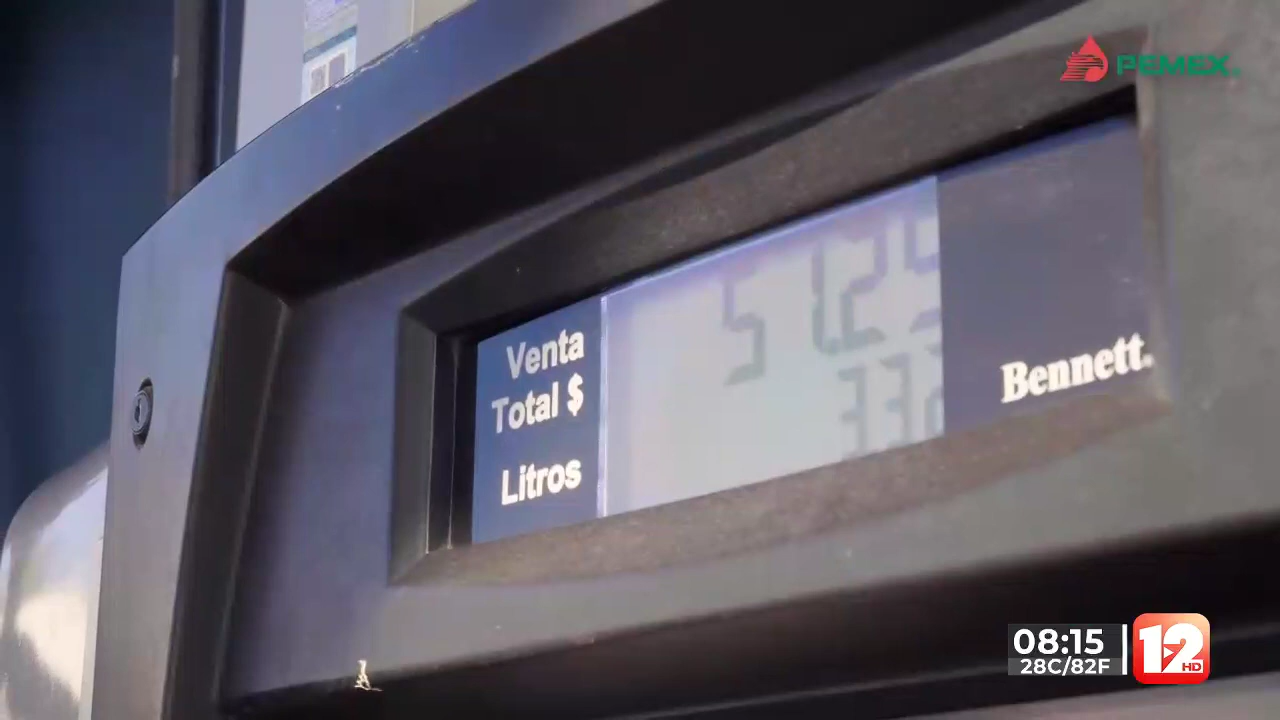 PEMEX
Venta
Total $
Litros
Bennett.
08:15
28C/82F
12
HD